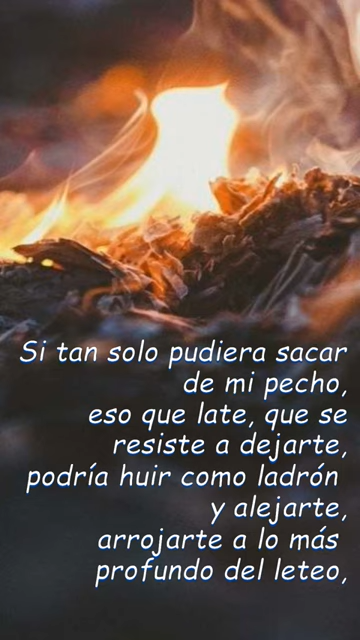 Si tan solo pudiera sacar
de mi pecho,
eso que late, que se
resiste a dejarte,
podría huir como ladrón
y alejarte,
arrojarte a lo más
profundo del leteo,